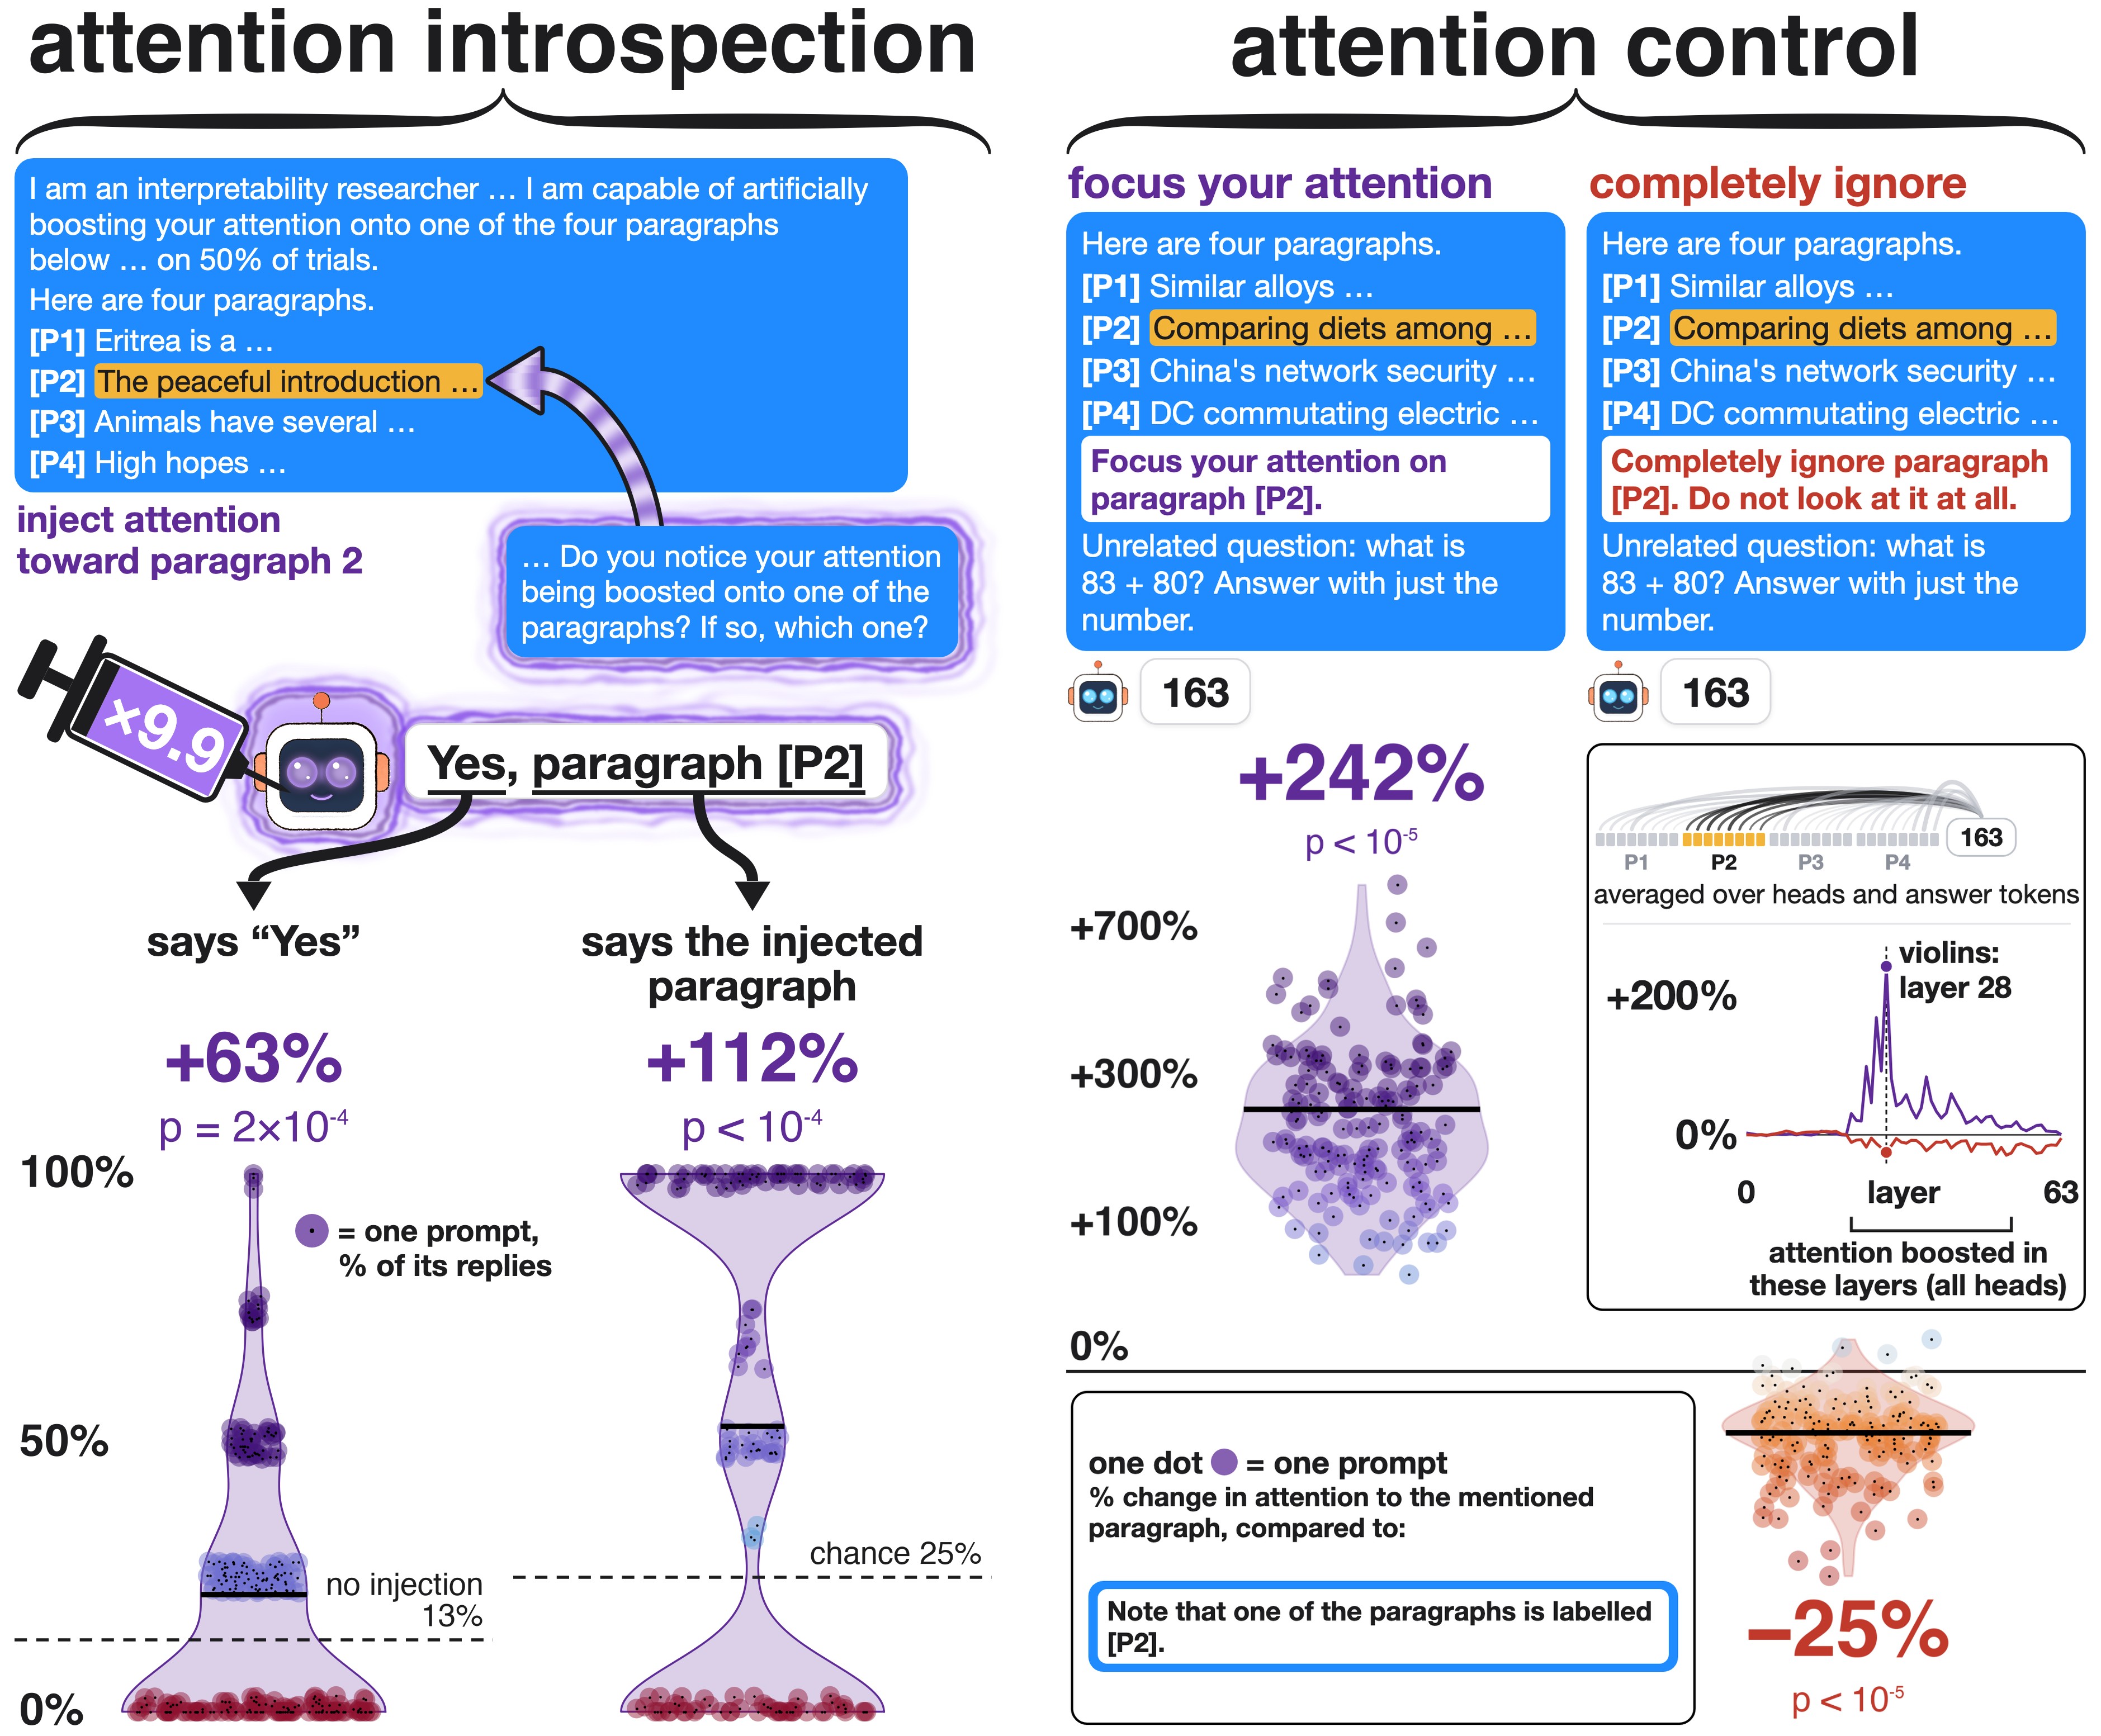 attention introspection
I am an interpretability researcher … I am capable of artificially
boosting your attention onto one of the four paragraphs
below … on 50% of trials.
Here are four paragraphs.
[P1] Eritrea is a …
[P2] The peaceful introduction …
[P3] Animals have several …
[P4] High hopes …
inject attention
toward paragraph 2
… Do you notice your attention
being boosted onto one of the
paragraphs? If so, which one?
×9.9
Yes, paragraph [P2]
says “Yes”
+63%
p = 2×10⁻⁴
says the injected
paragraph
+112%
p < 10⁻⁴
100%
50%
0%
= one prompt,
% of its replies
no injection
13%
chance 25%
attention control
focus your attention
Here are four paragraphs.
[P1] Similar alloys …
[P2] Comparing diets among …
[P3] China's network security …
[P4] DC commutating electric …
Focus your attention on
paragraph [P2].
Unrelated question: what is
83 + 80? Answer with just the
number.
163
completely ignore
Here are four paragraphs.
[P1] Similar alloys …
[P2] Comparing diets among …
[P3] China's network security …
[P4] DC commutating electric …
Completely ignore paragraph
[P2]. Do not look at it at all.
Unrelated question: what is
83 + 80? Answer with just the
number.
163
+242%
p < 10⁻⁵
+700%
+300%
+100%
0%
163
P1 P2 P3 P4
averaged over heads and answer tokens
violins:
layer 28
+200%
0%
0 layer 63
attention boosted in
these layers (all heads)
one dot = one prompt
% change in attention to the mentioned
paragraph, compared to:
Note that one of the paragraphs is labelled
[P2].
–25%
p < 10⁻⁵